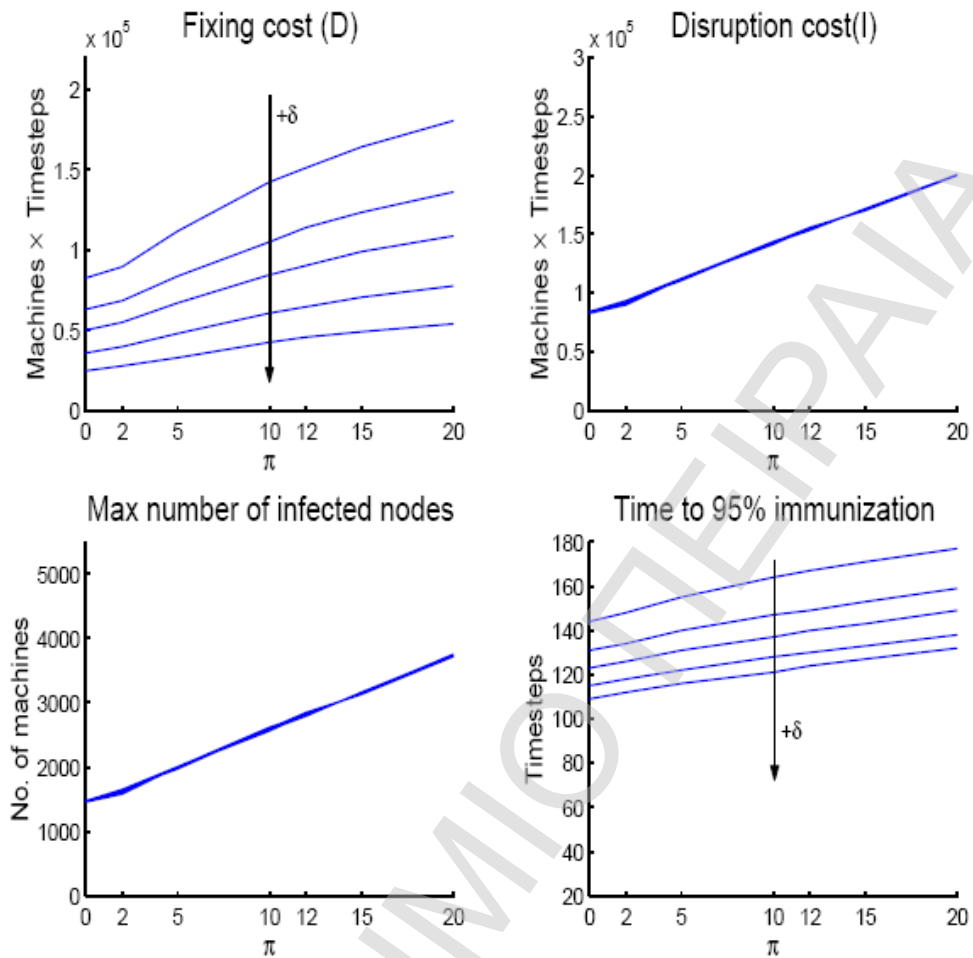 Fixing cost (D)
× 10⁵
Machines × Timesteps
2
1.5
1
0.5
0
+δ
0 2 5 10 12 15 20
π
Disruption cost(I)
× 10⁵
Machines × Timesteps
3
2.5
2
1.5
1
0.5
0
0 2 5 10 12 15 20
π
Max number of infected nodes
No. of machines
5000
4000
3000
2000
1000
0
0 2 5 10 12 15 20
π
Time to 95% immunization
Timesteps
180
160
140
120
100
80
60
40
20
+δ
0 2 5 10 12 15 20
π
ΙΜΙΟ ΠΕΙΡΑΙΑ